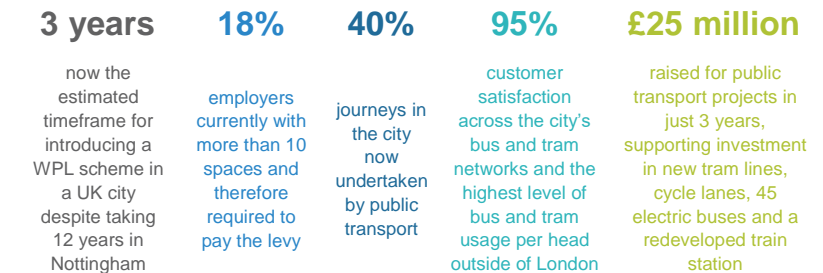 3 years
now the
estimated
timeframe for
introducing a
WPL scheme in
a UK city
despite taking
12 years in
Nottingham
18%
employers
currently with
more than 10
spaces and
therefore
required to
pay the levy
40%
journeys in
the city
now
undertaken
by public
transport
95%
customer
satisfaction
across the city’s
bus and tram
networks and the
highest level of
bus and tram
usage per head
outside of London
£25 million
raised for public
transport projects in
just 3 years,
supporting investment
in new tram lines,
cycle lanes, 45
electric buses and a
redeveloped train
station